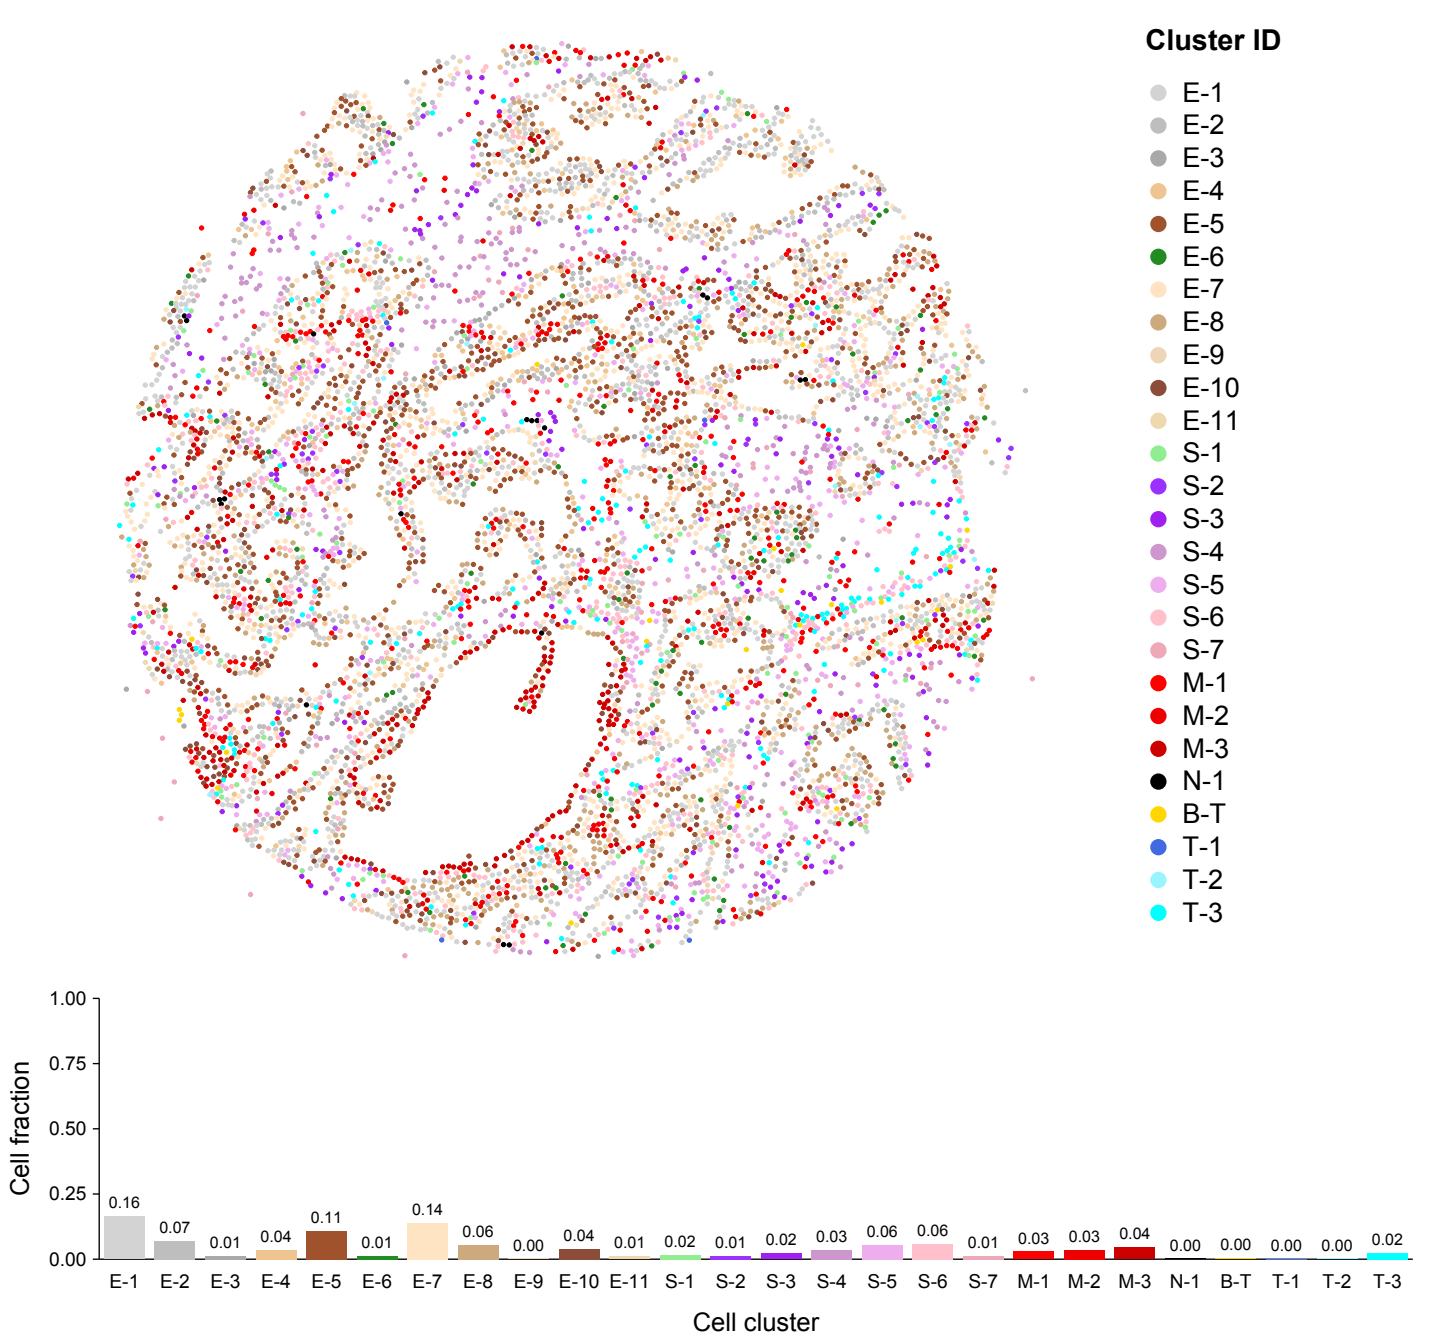 Cluster ID
E-1
E-2
E-3
E-4
E-5
E-6
E-7
E-8
E-9
E-10
E-11
S-1
S-2
S-3
S-4
S-5
S-6
S-7
M-1
M-2
M-3
N-1
B-T
T-1
T-2
T-3
Cell fraction
1.00
0.75
0.50
0.25
0.00
0.16 0.07 0.01 0.04 0.11 0.01 0.14 0.06 0.00 0.04 0.01 0.02 0.01 0.02 0.03 0.06 0.06 0.01 0.03 0.03 0.04 0.00 0.00 0.00 0.00 0.02
E-1 E-2 E-3 E-4 E-5 E-6 E-7 E-8 E-9 E-10 E-11 S-1 S-2 S-3 S-4 S-5 S-6 S-7 M-1 M-2 M-3 N-1 B-T T-1 T-2 T-3
Cell cluster